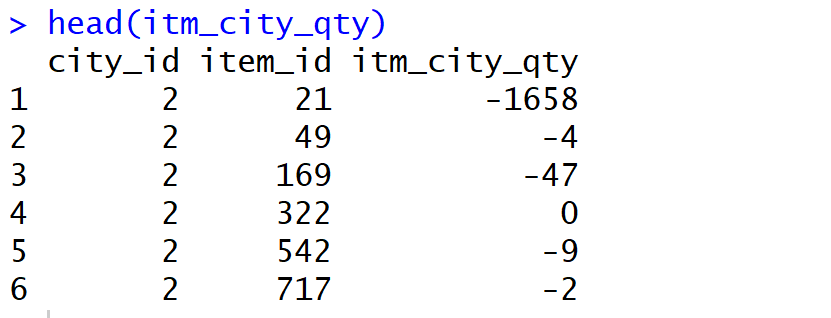 > head(itm_city_qty)
city_id item_id itm_city_qty
1 2 21 -1658
2 2 49 -4
3 2 169 -47
4 2 322 0
5 2 542 -9
6 2 717 -2